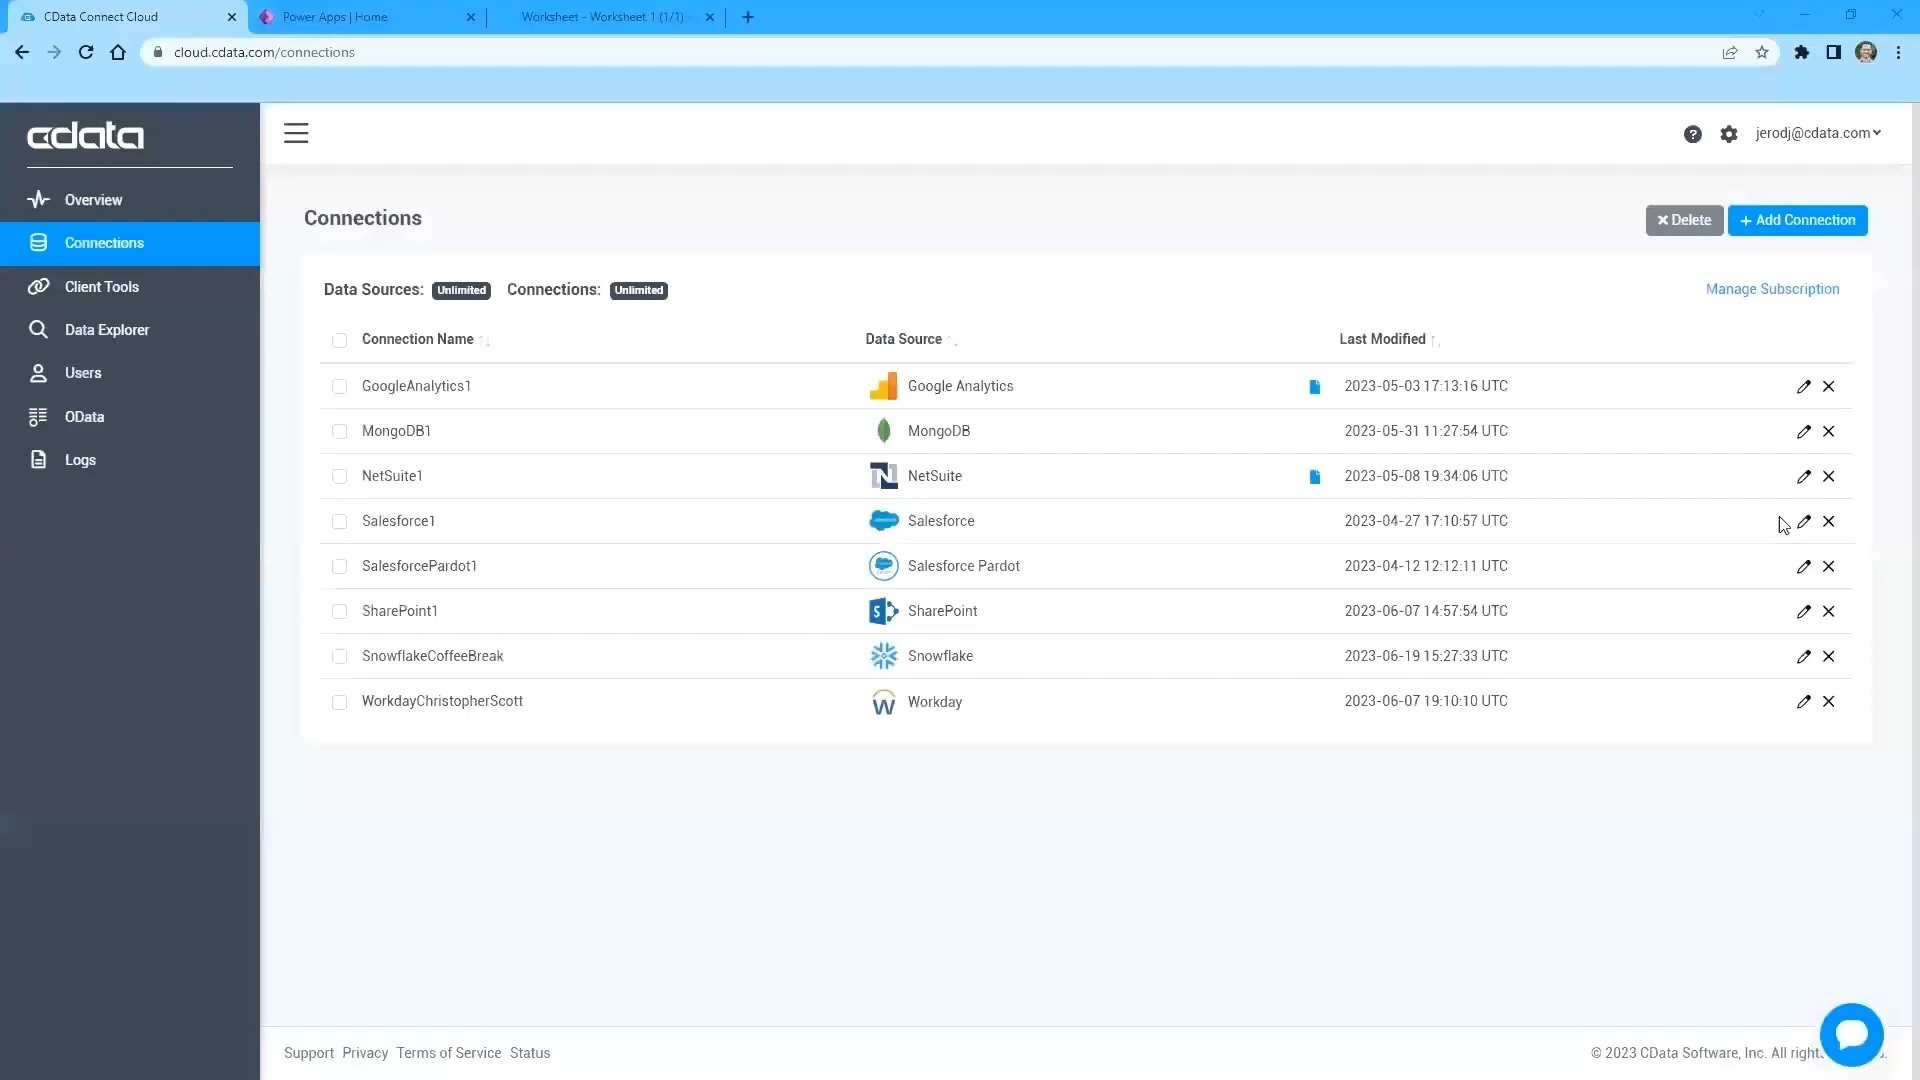 CData Connect Cloud
Power Apps | Home
Worksheet - Worksheet 1 (1/1)
cloud.cdata.com/connections
cdata
jerodj@cdata.com
Overview
Connections
Client Tools
Data Explorer
Users
OData
Logs
Connections
Delete
+ Add Connection
Data Sources: Unlimited Connections: Unlimited
Manage Subscription
Connection Name Data Source Last Modified
GoogleAnalytics1 Google Analytics 2023-05-03 17:13:16 UTC
MongoDB1 MongoDB 2023-05-31 11:27:54 UTC
NetSuite1 NetSuite 2023-05-08 19:34:06 UTC
Salesforce1 Salesforce 2023-04-27 17:10:57 UTC
SalesforcePardot1 Salesforce Pardot 2023-04-12 12:12:11 UTC
SharePoint1 SharePoint 2023-06-07 14:57:54 UTC
SnowflakeCoffeeBreak Snowflake 2023-06-19 15:27:33 UTC
WorkdayChristopherScott Workday 2023-06-07 19:10:10 UTC
Support Privacy Terms of Service Status
© 2023 CData Software, Inc. All